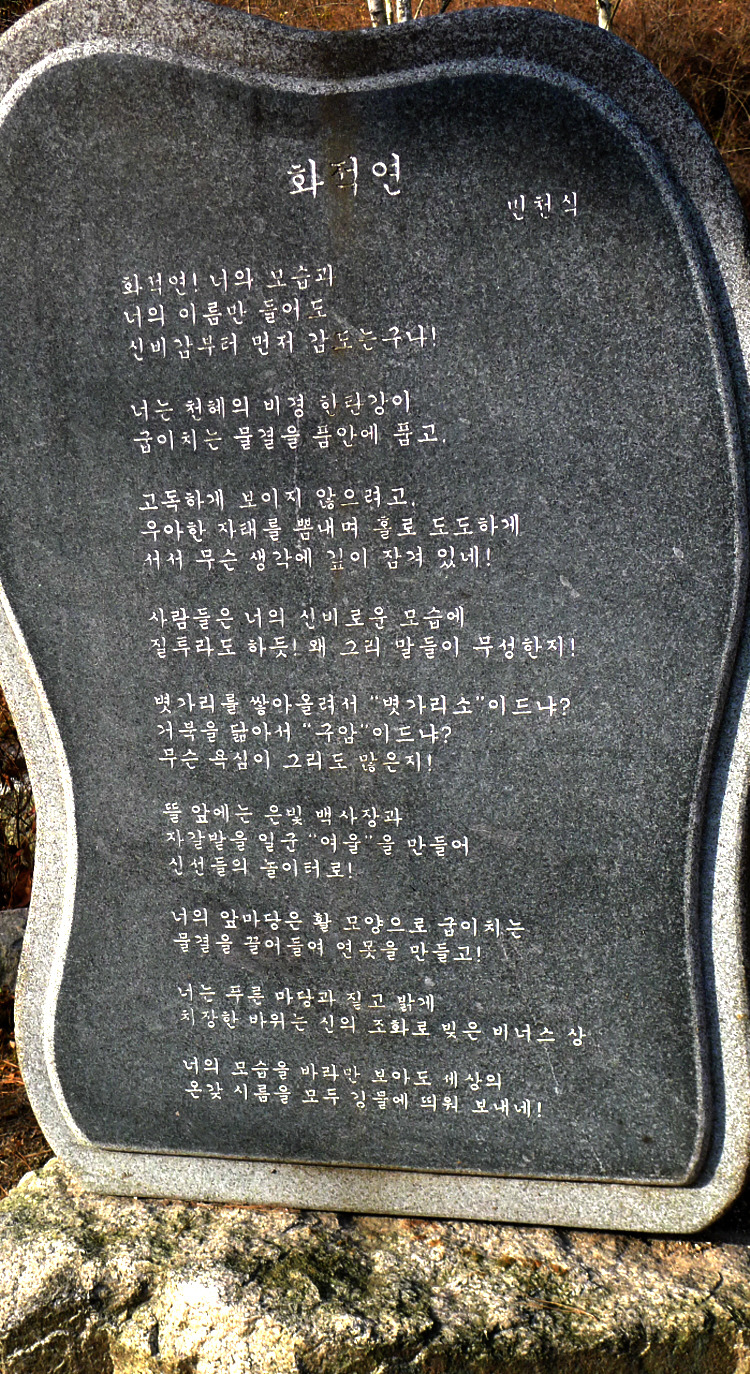 화적연
민천식
화적연! 너의 모습과
너의 이름만 들어도
신비감부터 먼저 감도는구나!
너는 천혜의 비경 한탄강이
굽이치는 물결을 품안에 품고.
고독하게 보이지 않으려고.
우아한 자태를 뽐내며 홀로 도도하게
서서 무슨 생각에 깊이 잠겨 있네!
사람들은 너의 신비로운 모습에
질투라도 하듯! 왜 그리 말들이 무성한지!
볏가리를 쌓아올려서 "볏가리소"이드냐?
거북을 닮아서 "구암"이드냐?
무슨 욕심이 그리도 많은지!
뜰 앞에는 은빛 백사장과
자갈밭을 일군 "여울"을 만들어
신선들의 놀이터로!
너의 앞마당은 활 모양으로 굽이치는
물결을 끌어들여 연못을 만들고!
너는 푸른 마당과 질고 밝게
치장한 바위는 신의 조화로 빚은 비너스 상
너의 모습을 바라만 보아도 세상의
온갖 시름을 모두 강물에 띄워 보내네!